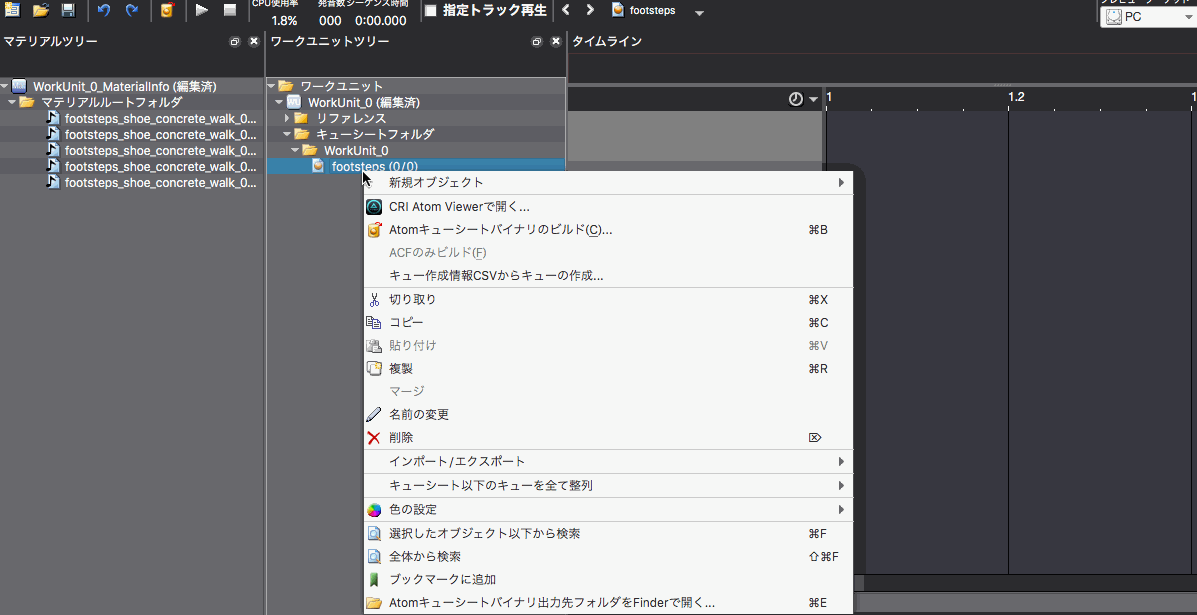 CPU使用率 発音数 シーケンス時間
1.8% 000 0:00.000
指定トラック再生
footsteps
PC
マテリアルツリー
ワークユニットツリー
タイムライン
WorkUnit_0_MaterialInfo (編集済)
マテリアルルートフォルダ
footsteps_shoe_concrete_walk_0...
footsteps_shoe_concrete_walk_0...
footsteps_shoe_concrete_walk_0...
footsteps_shoe_concrete_walk_0...
footsteps_shoe_concrete_walk_0...
ワークユニット
WorkUnit_0 (編集済)
リファレンス
キューシートフォルダ
WorkUnit_0
footsteps (0/0)
1 1.2 1
新規オブジェクト
CRI Atom Viewerで開く...
Atomキューシートバイナリのビルド(C)... ⌘B
ACFのみビルド(F)
キュー作成情報CSVからキューの作成...
切り取り ⌘X
コピー ⌘C
貼り付け ⌘V
複製 ⌘R
マージ
名前の変更
削除 ⌦
インポート/エクスポート
キューシート以下のキューを全て整列
色の設定
選択したオブジェクト以下から検索 ⌘F
全体から検索 ⇧⌘F
ブックマークに追加
Atomキューシートバイナリ出力先フォルダをFinderで開く... ⌘E